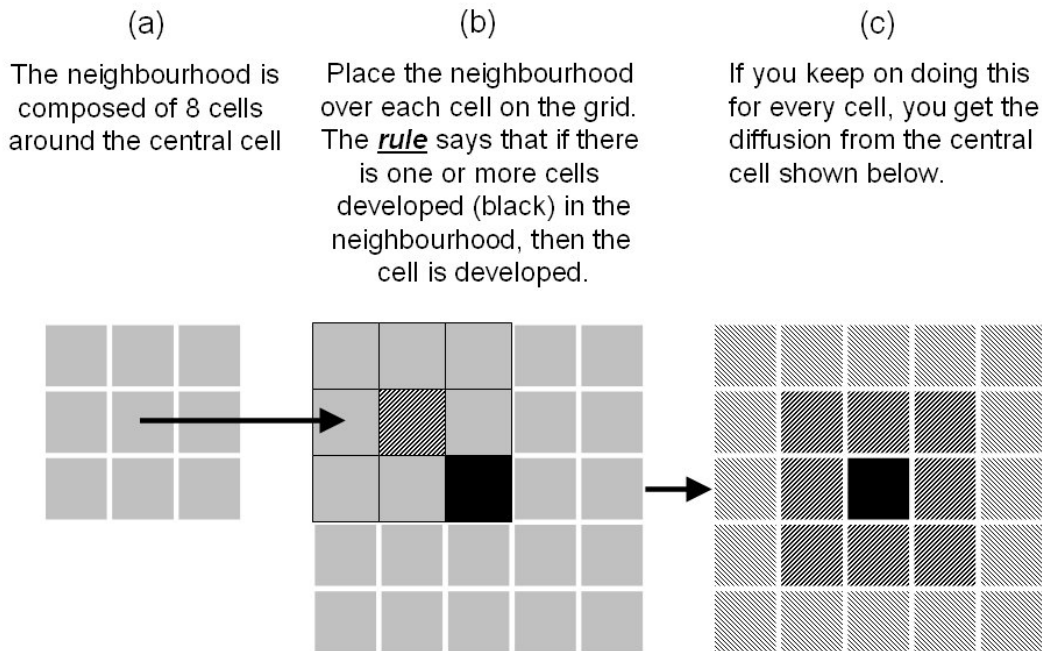 (a)
The neighbourhood is
composed of 8 cells
around the central cell
(b)
Place the neighbourhood
over each cell on the grid.
The rule says that if there
is one or more cells
developed (black) in the
neighbourhood, then the
cell is developed.
(c)
If you keep on doing this
for every cell, you get the
diffusion from the central
cell shown below.